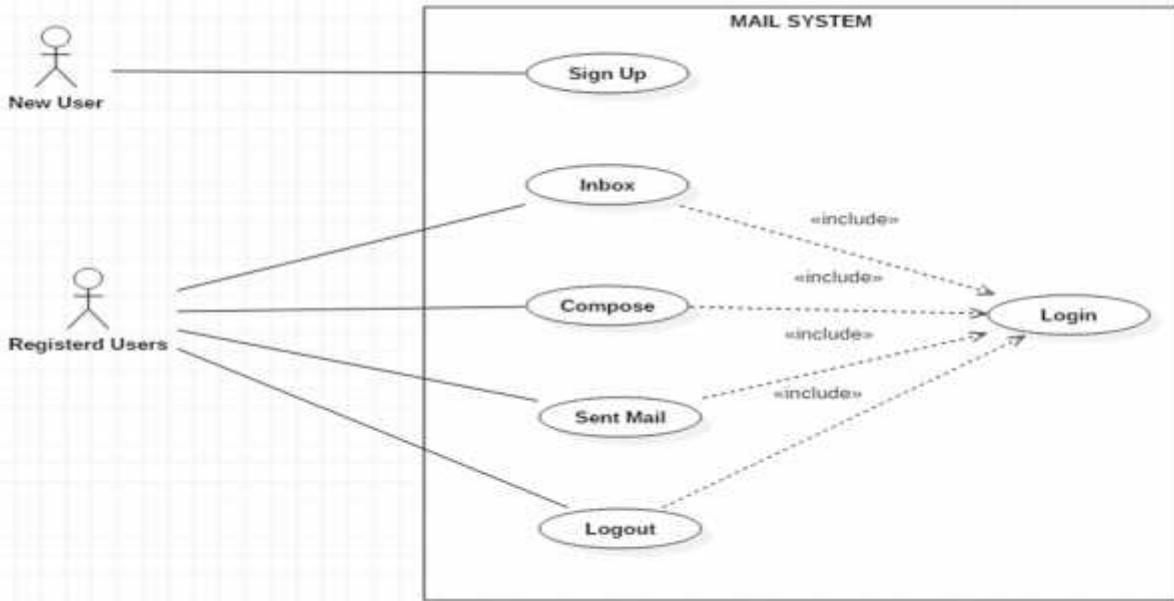 MAIL SYSTEM
Sign Up
New User
Inbox
«include»
«include»
Compose
Login
Registerd Users
«include»
«include»
Sent Mail
Logout